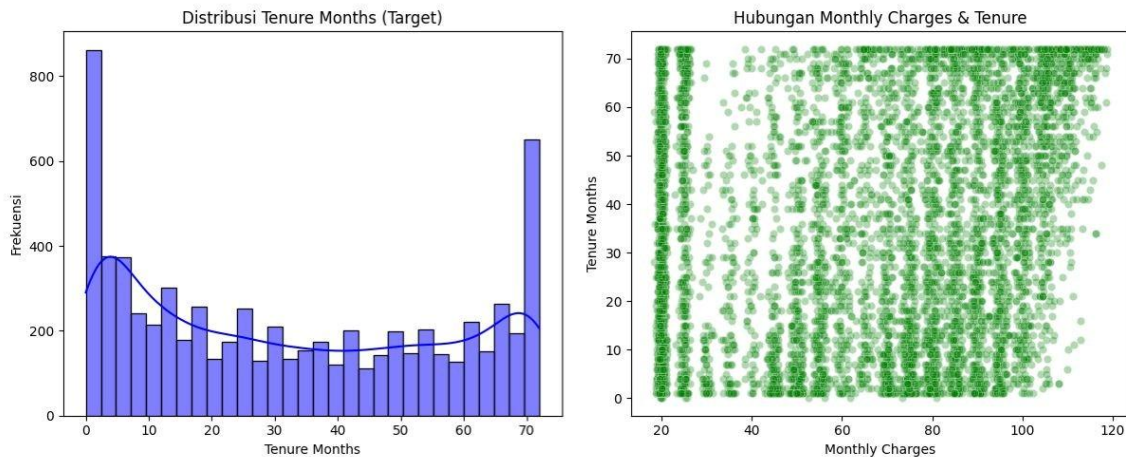 Distribusi Tenure Months (Target)
Frekuensi
800
600
400
200
0
0 10 20 30 40 50 60 70
Tenure Months
Hubungan Monthly Charges & Tenure
Tenure Months
70
60
50
40
30
20
10
0
20 40 60 80 100 120
Monthly Charges